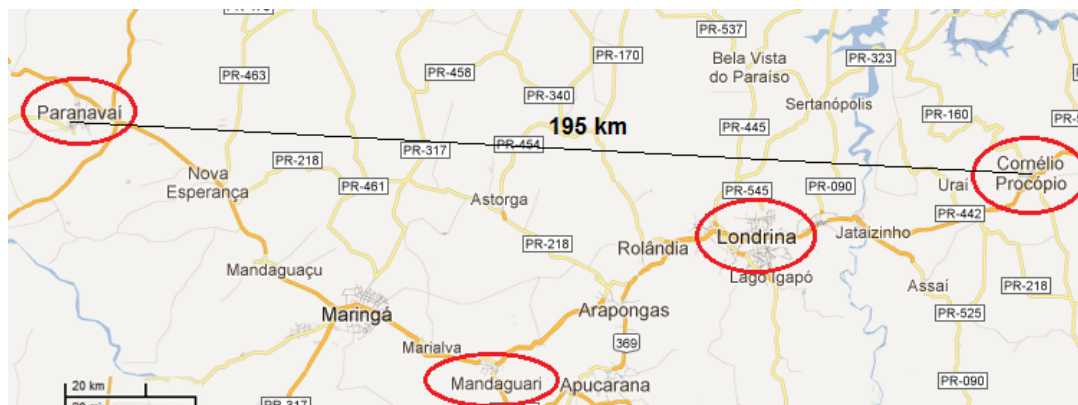 PR-537
PR-170
Bela Vista
do Paraíso
PR-323
PR-463
PR-458
PR-340
Sertanópolis
Paranavaí
PR-160
195 km
PR-445
PR-454
PR-317
PR-218
Nova
Esperança
PR-461
Cornélio
Procópio
Uraí
PR-545
PR-090
Astorga
PR-442
Londrina
Jataizinho
PR-218
Rolândia
Mandaguaçu
Lago Igapó
Assaí
PR-218
Maringá
Arapongas
PR-525
Marialva
369
20 km
Mandaguari
Apucarana
PR-090
PR-317